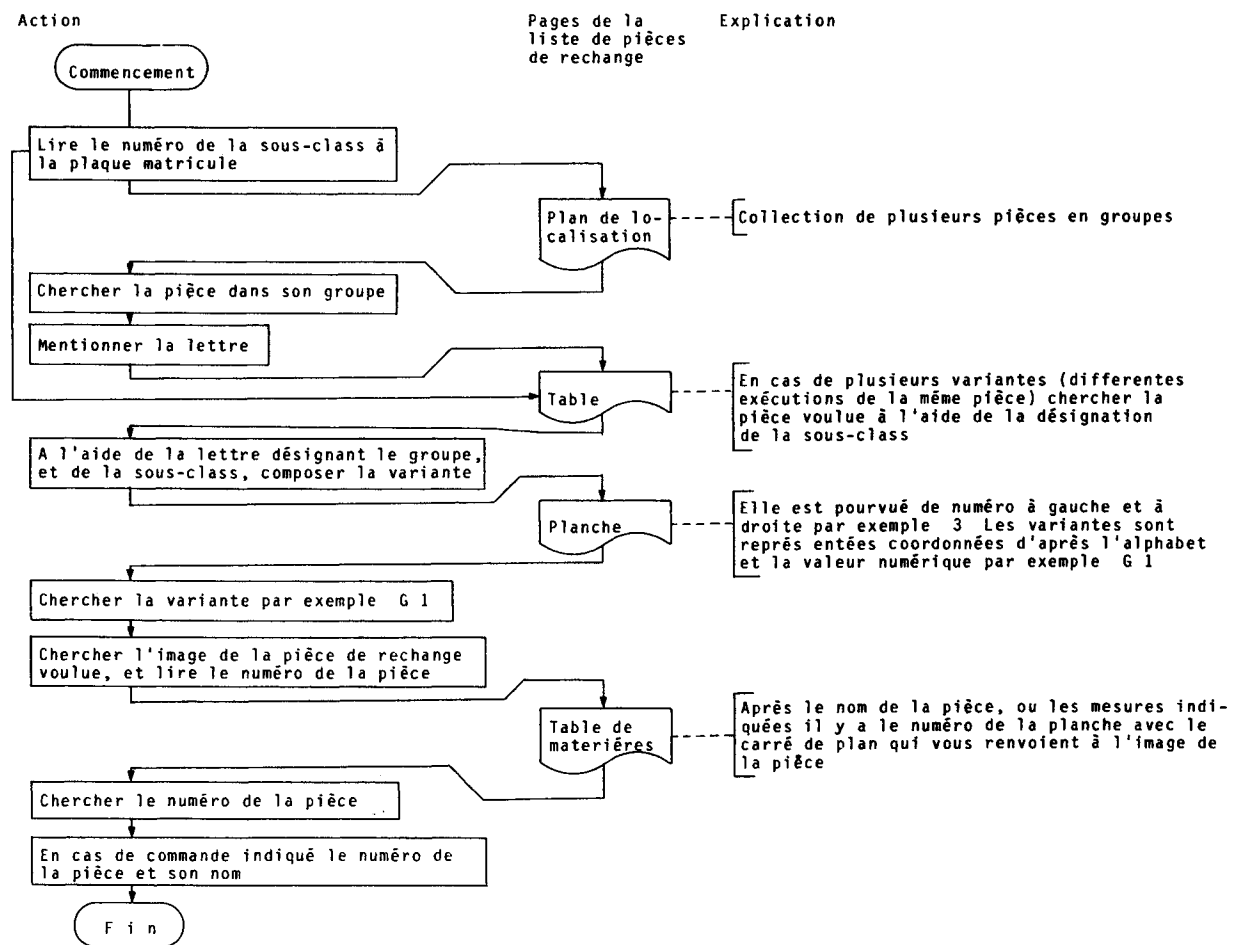 Action
Pages de la
liste de pièces
de rechange
Explication
Commencement
Lire le numéro de la sous-class à
la plaque matricule
Plan de lo-
calisation
Collection de plusieurs pièces en groupes
Chercher la pièce dans son groupe
Mentionner la lettre
Table
En cas de plusieurs variantes (differentes
exécutions de la même pièce) chercher la
pièce voulue à l'aide de la désignation
de la sous-class
A l'aide de la lettre désignant le groupe,
et de la sous-class, composer la variante
Planche
Elle est pourvué de numéro à gauche et à
droite par exemple 3 Les variantes sont
représ entées coordonnées d'après l'alphabet
et la valeur numérique par exemple G 1
Chercher la variante par exemple G 1
Chercher l'image de la pièce de rechange
voulue, et lire le numéro de la pièce
Table de
materiéres
Après le nom de la pièce, ou les mesures indi-
quées il y a le numéro de la planche avec le
carré de plan qui vous renvoient à l'image de
la pièce
Chercher le numéro de la pièce
En cas de commande indiqué le numéro de
la pièce et son nom
F i n